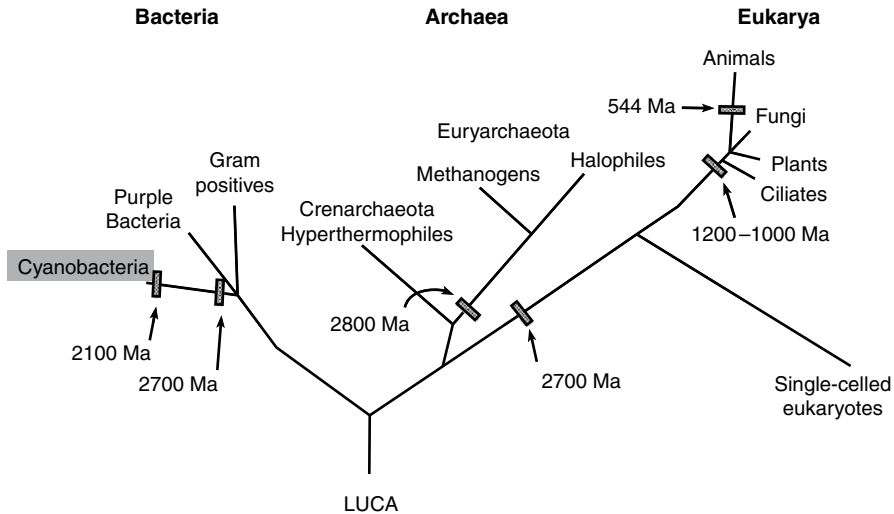 Bacteria
Archaea
Eukarya
Animals
544 Ma
Fungi
Plants
Ciliates
1200–1000 Ma
Euryarchaeota
Halophiles
Methanogens
Crenarchaeota
Hyperthermophiles
Gram
positives
Purple
Bacteria
Cyanobacteria
2100 Ma
2700 Ma
2800 Ma
2700 Ma
Single-celled
eukaryotes
LUCA